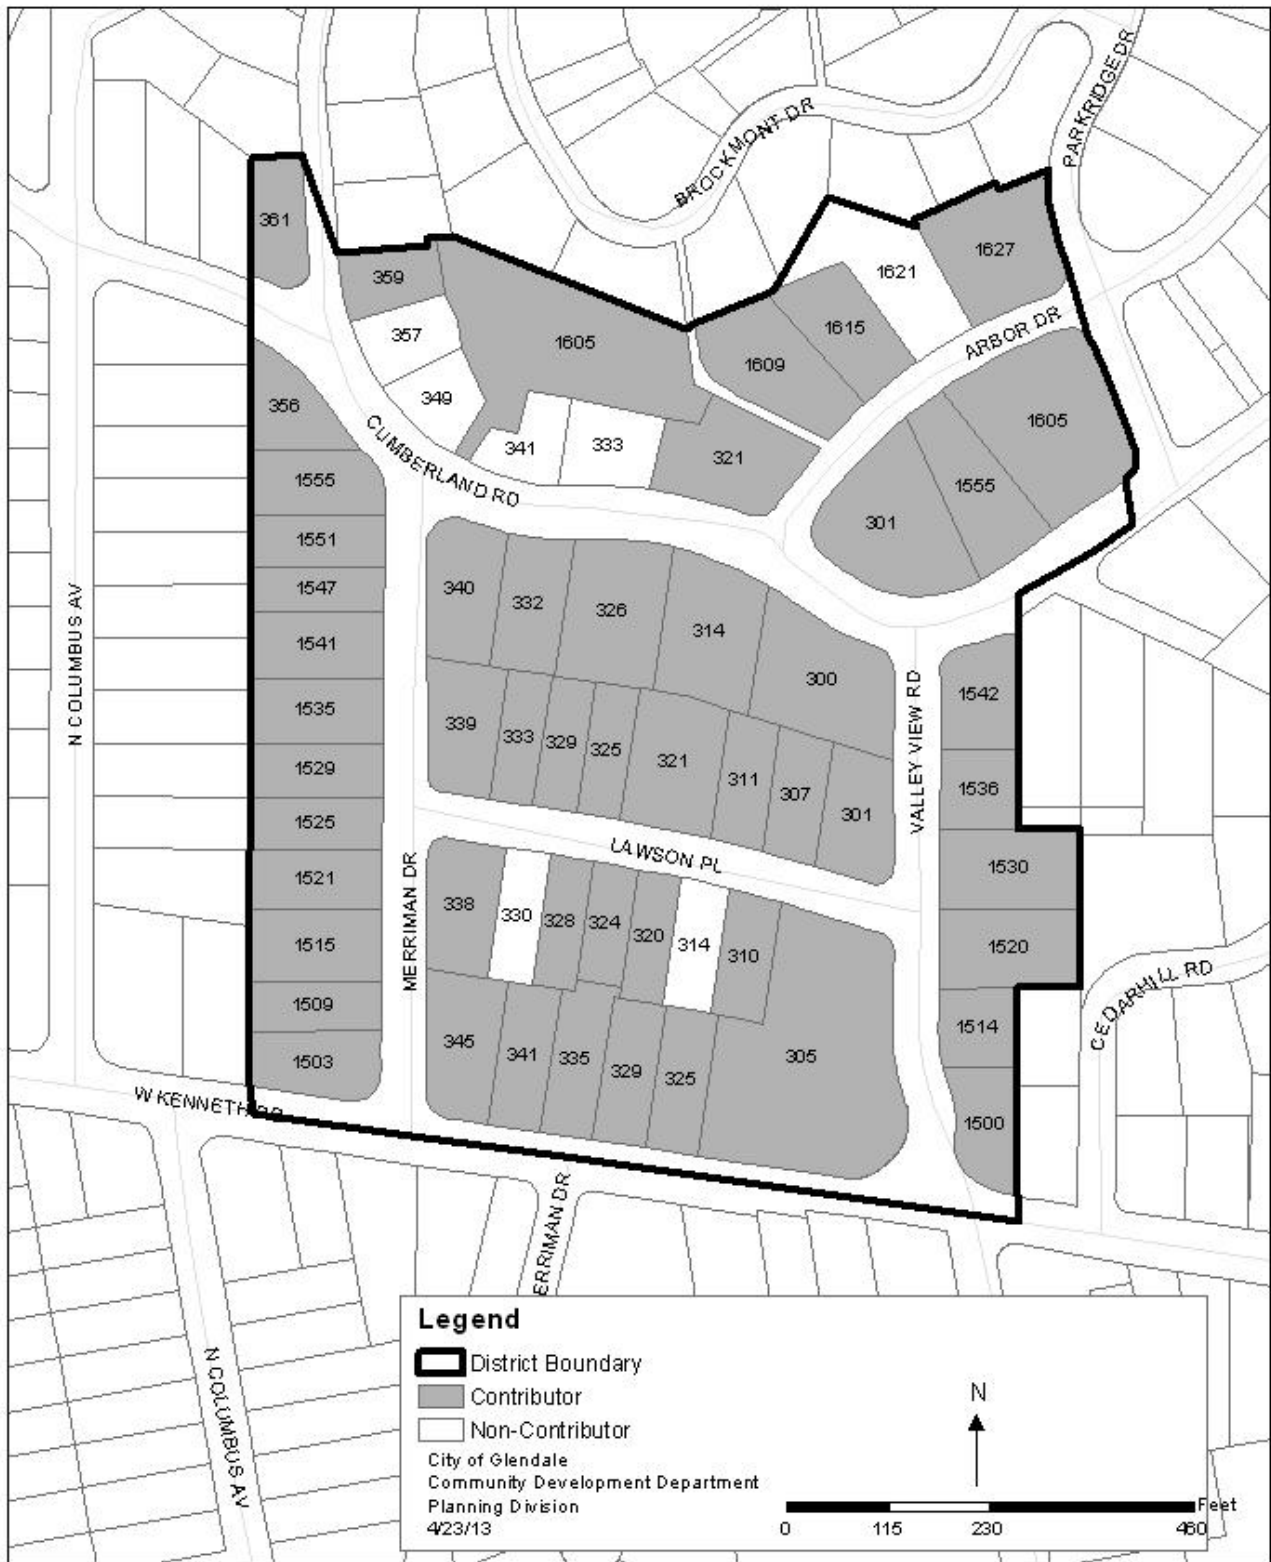 BROCKMONT DR
PARKRIDGE DR
361
359
357
349
1605
341
333
321
1609
1615
1621
1627
ARBOR DR
1605
1555
301
CUMBERLAND RD
356
1555
1551
1547
1541
1535
1529
1525
1521
1515
1509
1503
N COLUMBUS AV
340
332
326
314
300
339
333
329
325
321
311
307
301
LAWSON PL
MERRIMAN DR
VALLEY VIEW RD
1542
1536
1530
1520
1514
1500
CEDARHILL RD
338
330
328
324
320
314
310
345
341
335
329
325
305
W KENNETH RD
ERRIMAN DR
N COLUMBUS AV
Legend
District Boundary
Contributor
Non-Contributor
City of Glendale
Community Development Department
Planning Division
4/23/13
N
Feet
0 115 230 460